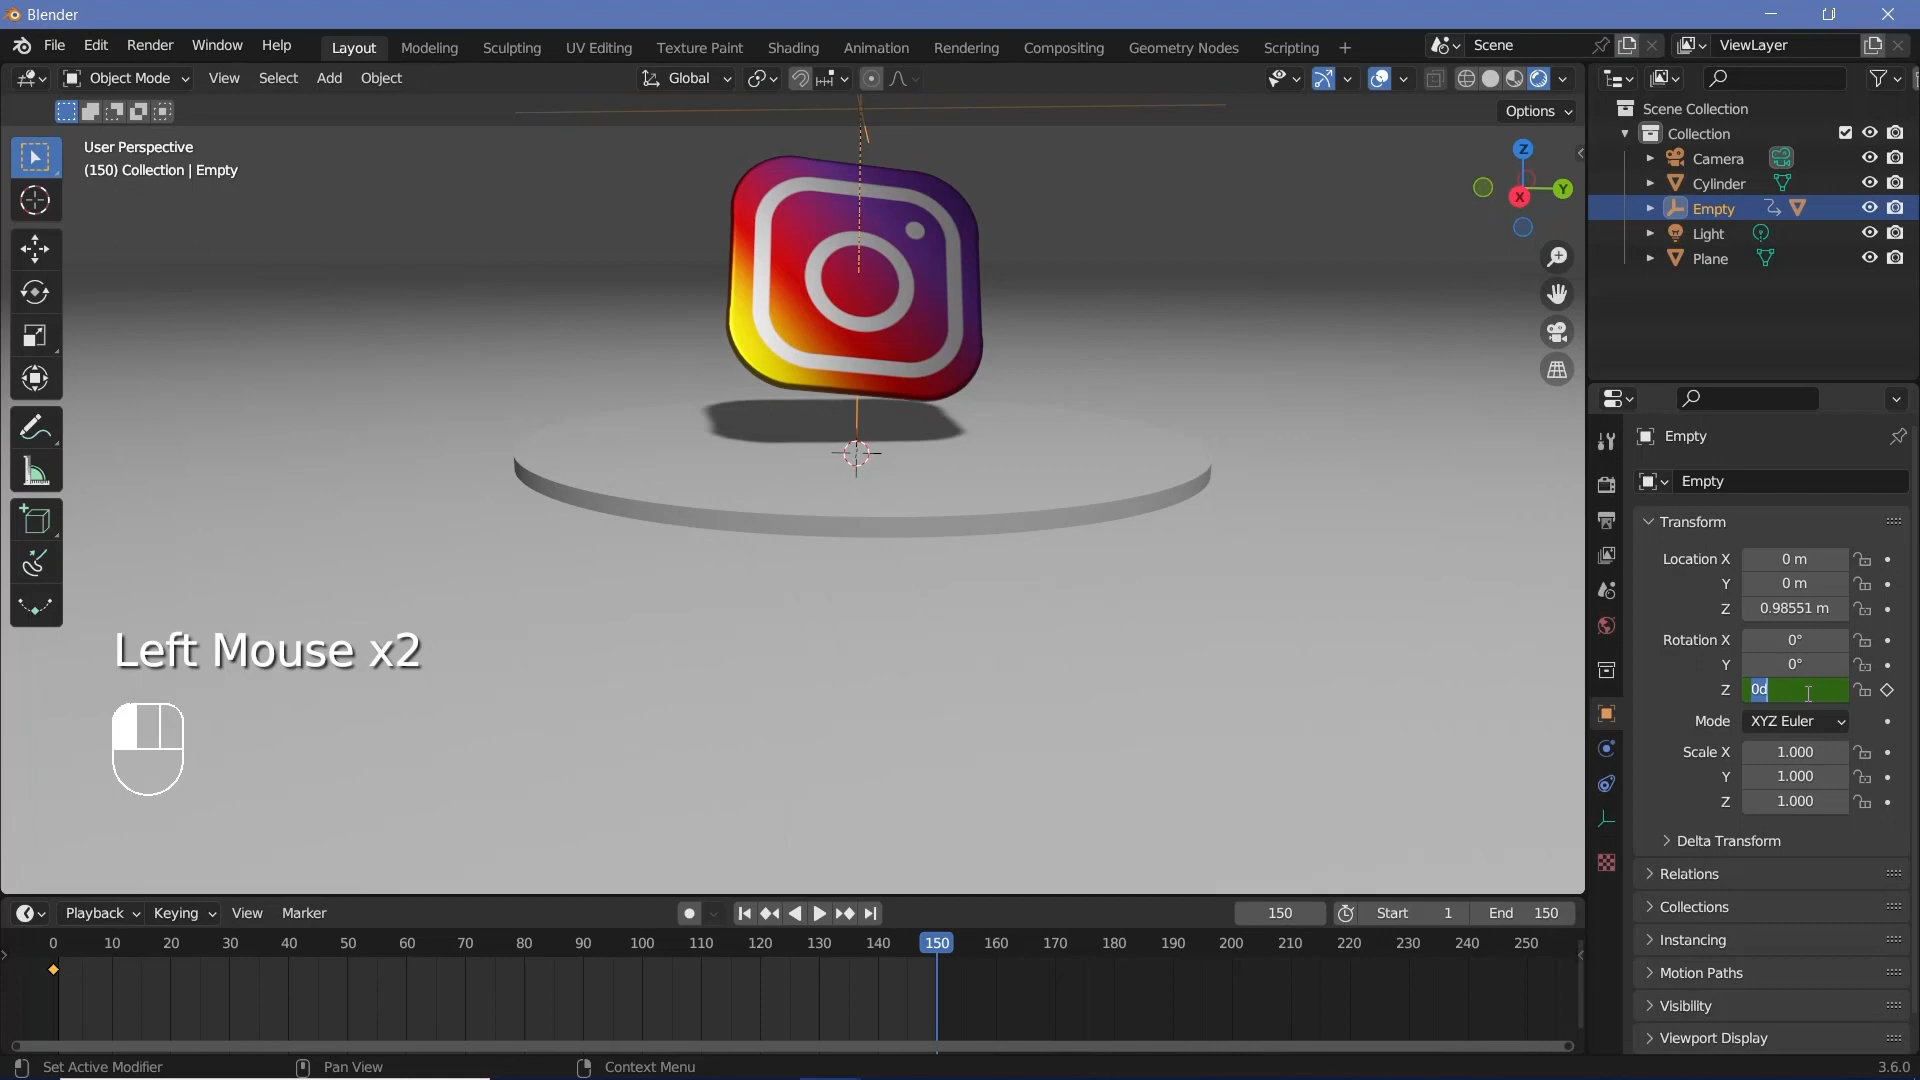 Blender
File Edit Render Window Help
Layout Modeling Sculpting UV Editing Texture Paint Shading Animation Rendering Compositing Geometry Nodes Scripting +
Scene
ViewLayer
Object Mode View Select Add Object
Global
Options
User Perspective
(150) Collection | Empty
Z
Y
X
Scene Collection
Collection
Camera
Cylinder
Empty
Light
Plane
Empty
Empty
Transform
Location X 0 m
Y 0 m
Z 0.98551 m
Rotation X 0°
Y 0°
Z 0d
Mode XYZ Euler
Scale X 1.000
Y 1.000
Z 1.000
Delta Transform
Relations
Collections
Instancing
Motion Paths
Visibility
Viewport Display
Left Mouse x2
Playback Keying View Marker
150
Start 1 End 150
0 10 20 30 40 50 60 70 80 90 100 110 120 130 140 150 160 170 180 190 200 210 220 230 240 250
Set Active Modifier
Pan View
Context Menu
3.6.0